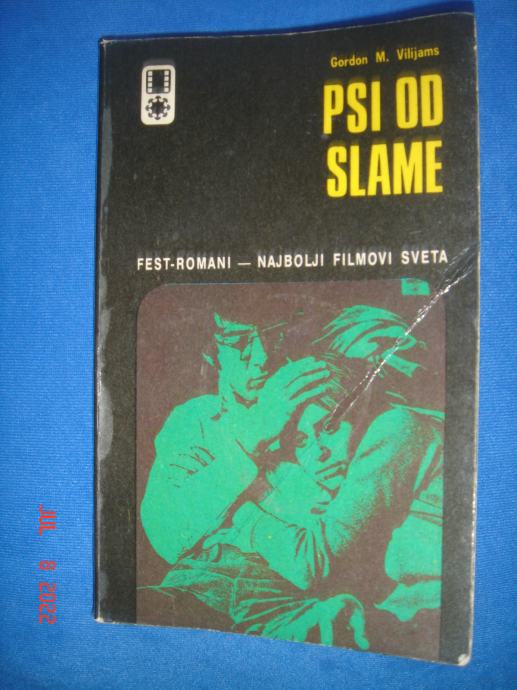 Gordon M. Vilijams
PSI OD
SLAME
FEST-ROMANI — NAJBOLJI FILMOVI SVETA
JUL 8 2022